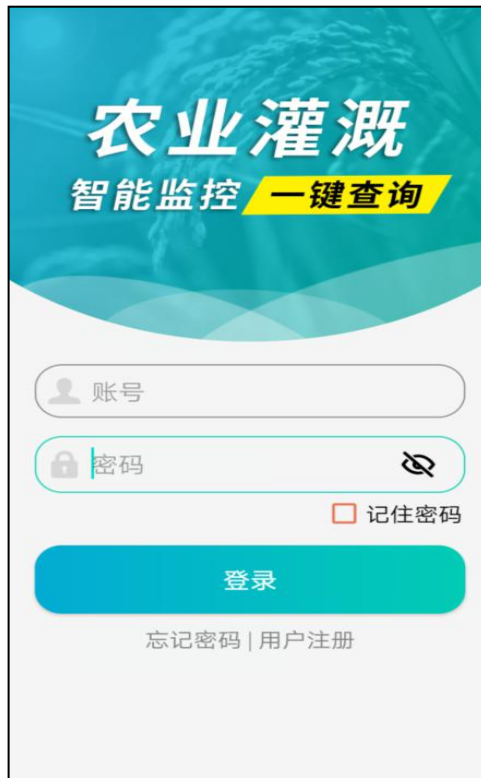 农业灌溉
智能监控 一键查询
账号
密码
记住密码
登录
忘记密码 | 用户注册